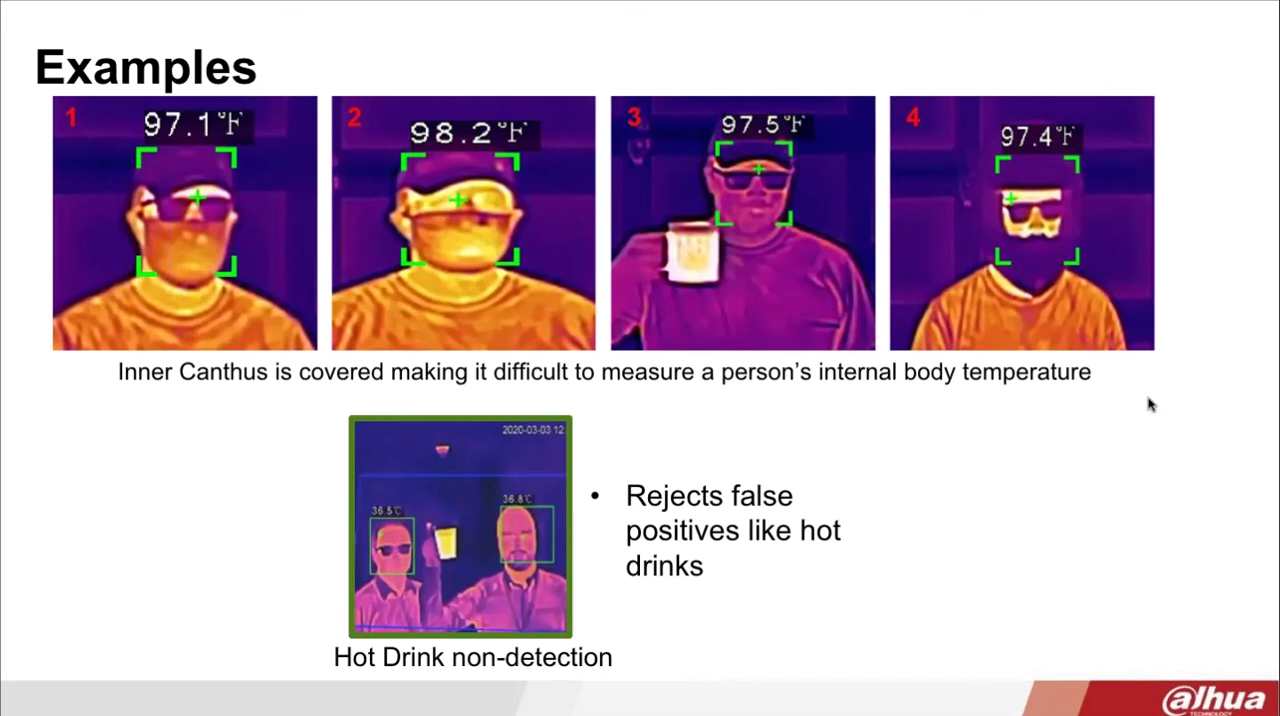 Examples
1
97.1°F
2
98.2°F
3
97.5°F
4
97.4°F
Inner Canthus is covered making it difficult to measure a person's internal body temperature
2020-03-03 12
36.5℃
36.8℃
• Rejects false
positives like hot
drinks
Hot Drink non-detection
alhua
TECHNOLOGY